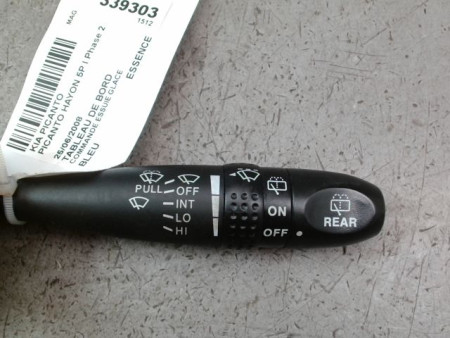 MAG
339303
1512
KIA PICANTO
PICANTO HAYON 5P I Phase 2
25/06/2008
ESSENCE
TABLEAU DE BORD
COMMANDE ESSUIE GLACE
BLEU
PULL
OFF
INT
LO
HI
ON
OFF
REAR